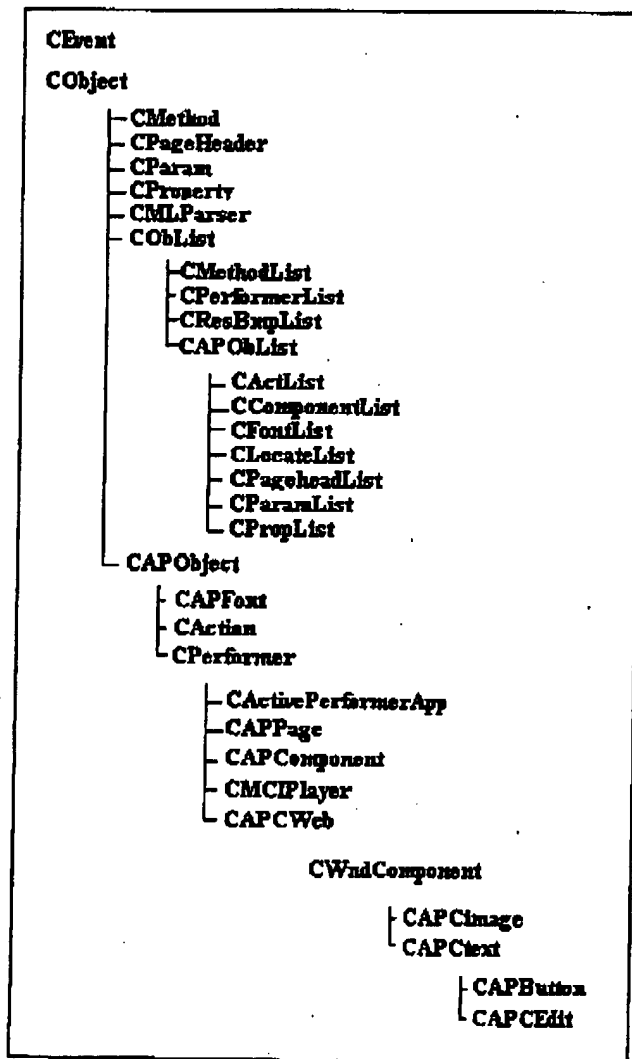 CEvent
CObject
CMethod
CPageHeader
CParam
CProperty
CMLParser
CObList
CMethodList
CPerformerList
CResBmpList
CAPObList
CActList
CComponentList
CFontList
CLocateList
CPageheadList
CParamList
CPropList
CAPObject
CAPFont
CAction
CPerformer
CActivePerformerApp
CAPPage
CAPComponent
CMCIPlayer
CAPCWeb
CWndComponent
CAPCimage
CAPCtext
CAPButton
CAPCEdit